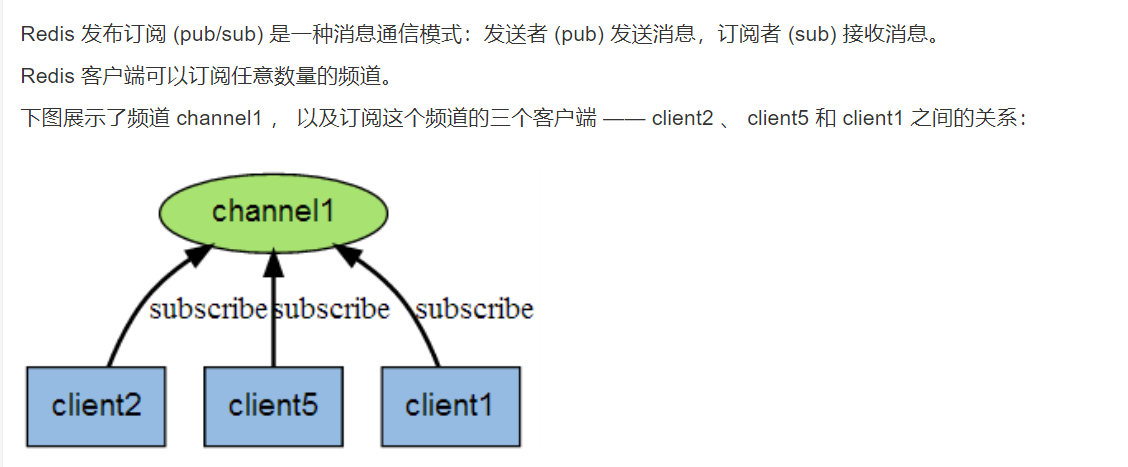 Redis 发布订阅 (pub/sub) 是一种消息通信模式：发送者 (pub) 发送消息，订阅者 (sub) 接收消息。
Redis 客户端可以订阅任意数量的频道。
下图展示了频道 channel1 ， 以及订阅这个频道的三个客户端 —— client2 、 client5 和 client1 之间的关系：
channel1
subscribe subscribe subscribe
client2 client5 client1